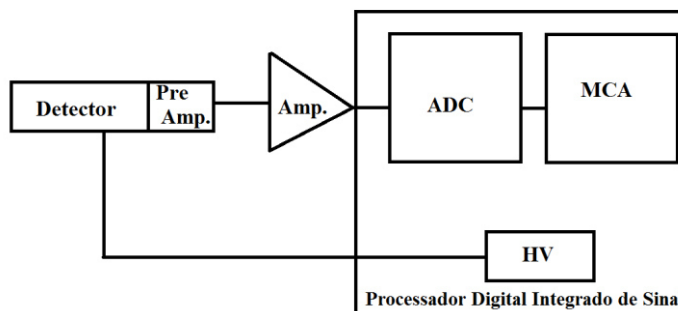 Detector
Pre
Amp.
Amp.
ADC
MCA
HV
Processador Digital Integrado de Sina